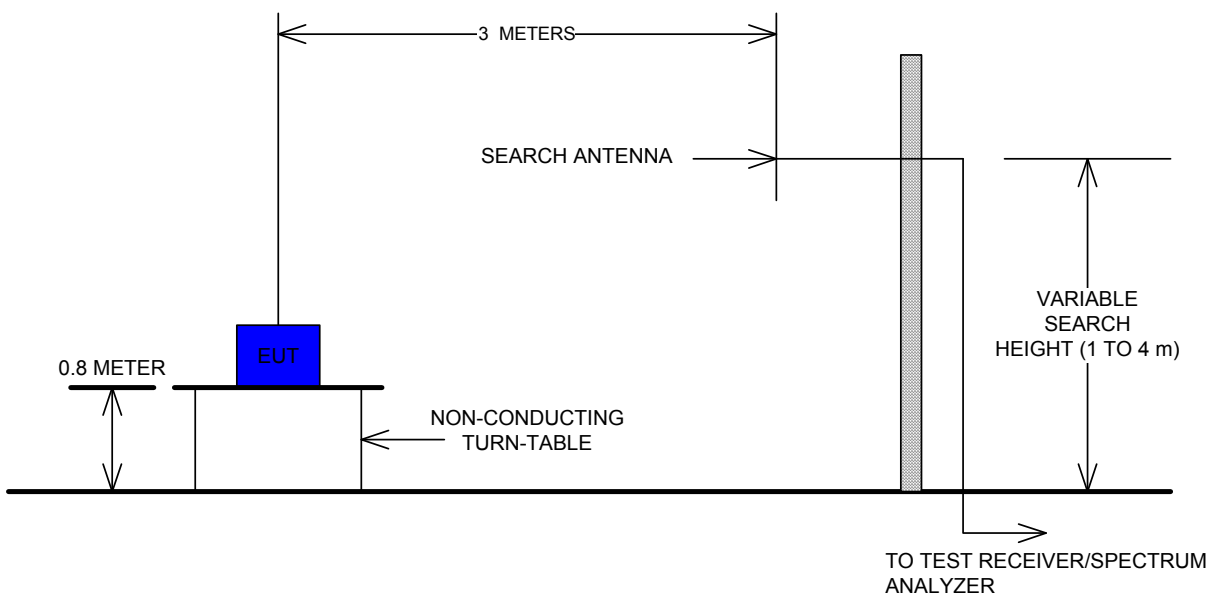 3 METERS
SEARCH ANTENNA
VARIABLE
SEARCH
HEIGHT (1 TO 4 m)
EUT
0.8 METER
NON-CONDUCTING
TURN-TABLE
TO TEST RECEIVER/SPECTRUM
ANALYZER